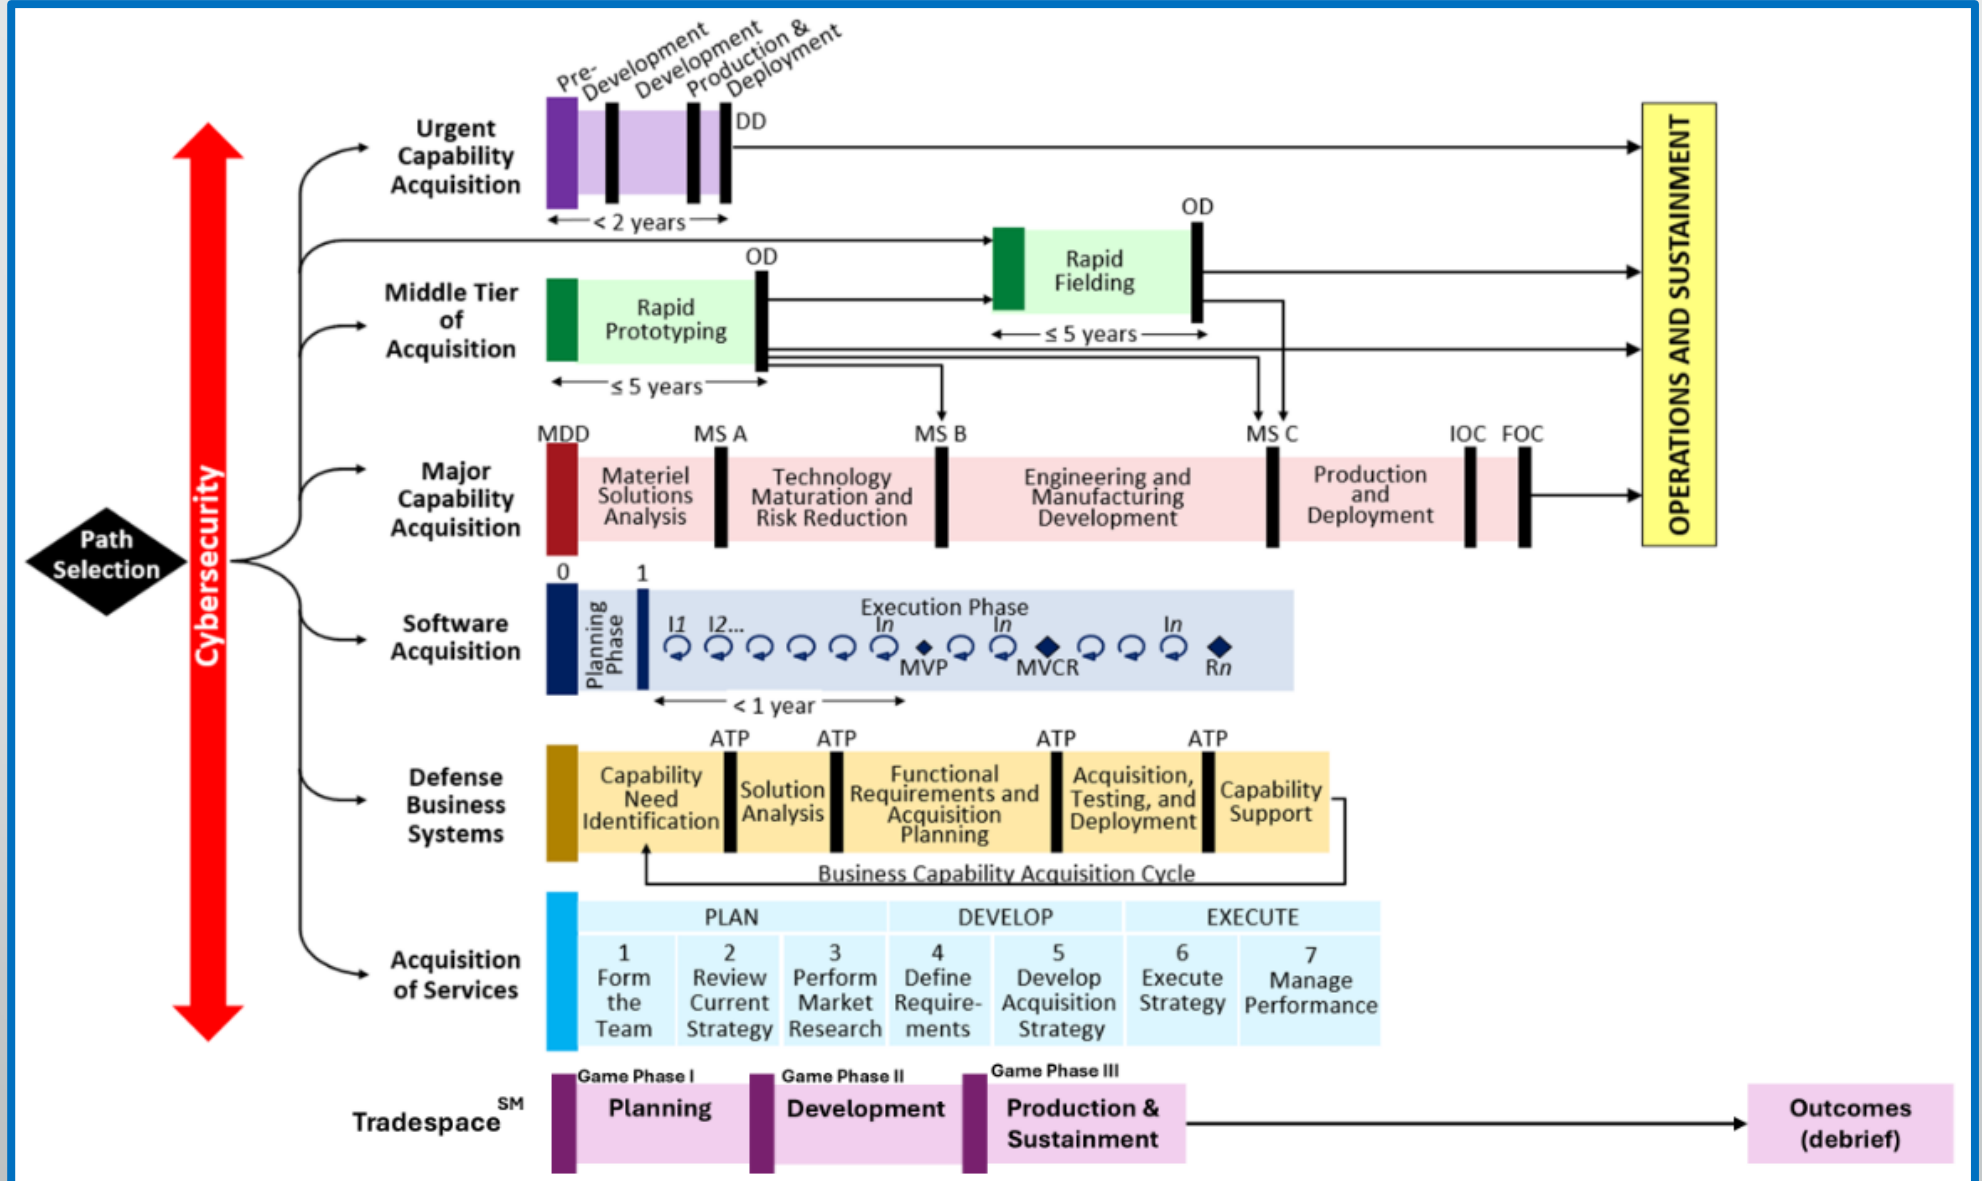 Pre-
Development
Development
Production &
Deployment
DD
Urgent
Capability
Acquisition
< 2 years
OD
Rapid
Fielding
≤ 5 years
OD
Middle Tier
of
Acquisition
Rapid
Prototyping
≤ 5 years
OPERATIONS AND SUSTAINMENT
MDD
MS A
MS B
MS C
IOC
FOC
Major
Capability
Acquisition
Materiel
Solutions
Analysis
Technology
Maturation and
Risk Reduction
Engineering and
Manufacturing
Development
Production
and
Deployment
Path
Selection
Cybersecurity
0
1
Software
Acquisition
Planning
Phase
Execution Phase
I1
I2...
In
In
In
MVP
MVCR
Rn
< 1 year
ATP
ATP
ATP
ATP
Defense
Business
Systems
Capability
Need
Identification
Solution
Analysis
Functional
Requirements and
Acquisition
Planning
Acquisition,
Testing, and
Deployment
Capability
Support
Business Capability Acquisition Cycle
Acquisition
of Services
PLAN
DEVELOP
EXECUTE
1
Form
the
Team
2
Review
Current
Strategy
3
Perform
Market
Research
4
Define
Require-
ments
5
Develop
Acquisition
Strategy
6
Execute
Strategy
7
Manage
Performance
Tradespace SM
Game Phase I
Planning
Game Phase II
Development
Game Phase III
Production &
Sustainment
Outcomes
(debrief)